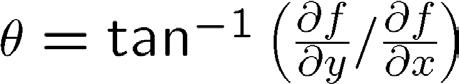 θ = tan⁻¹ (∂f/∂y / ∂f/∂x)